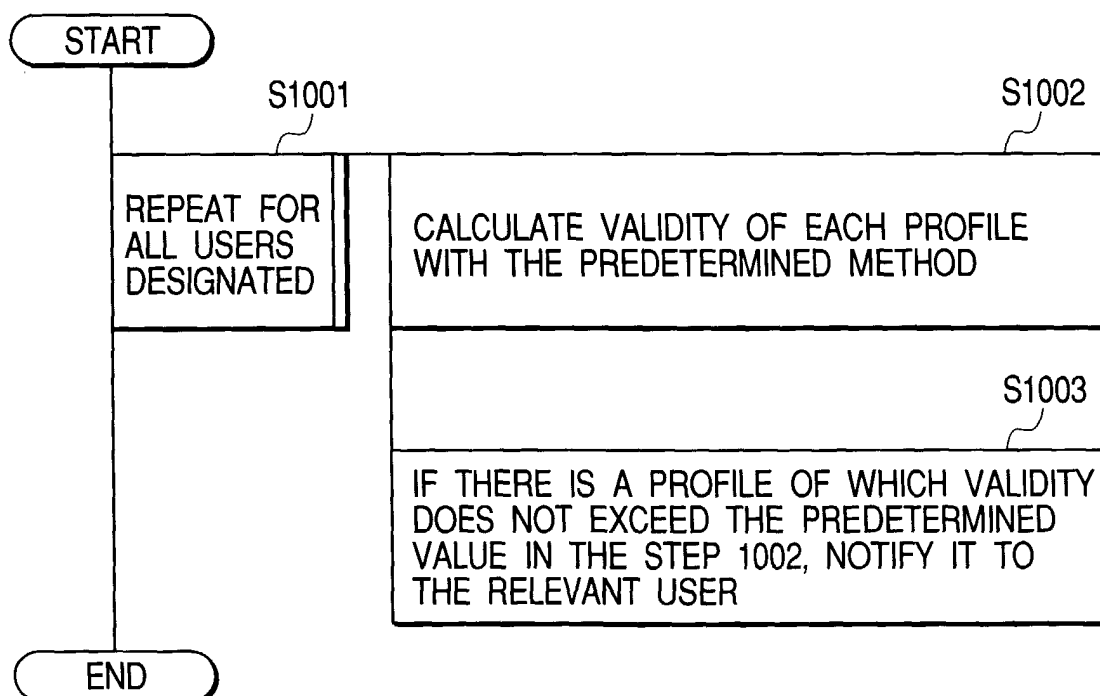 START
S1001
S1002
REPEAT FOR
ALL USERS
DESIGNATED
CALCULATE VALIDITY OF EACH PROFILE
WITH THE PREDETERMINED METHOD
S1003
IF THERE IS A PROFILE OF WHICH VALIDITY
DOES NOT EXCEED THE PREDETERMINED
VALUE IN THE STEP 1002, NOTIFY IT TO
THE RELEVANT USER
END